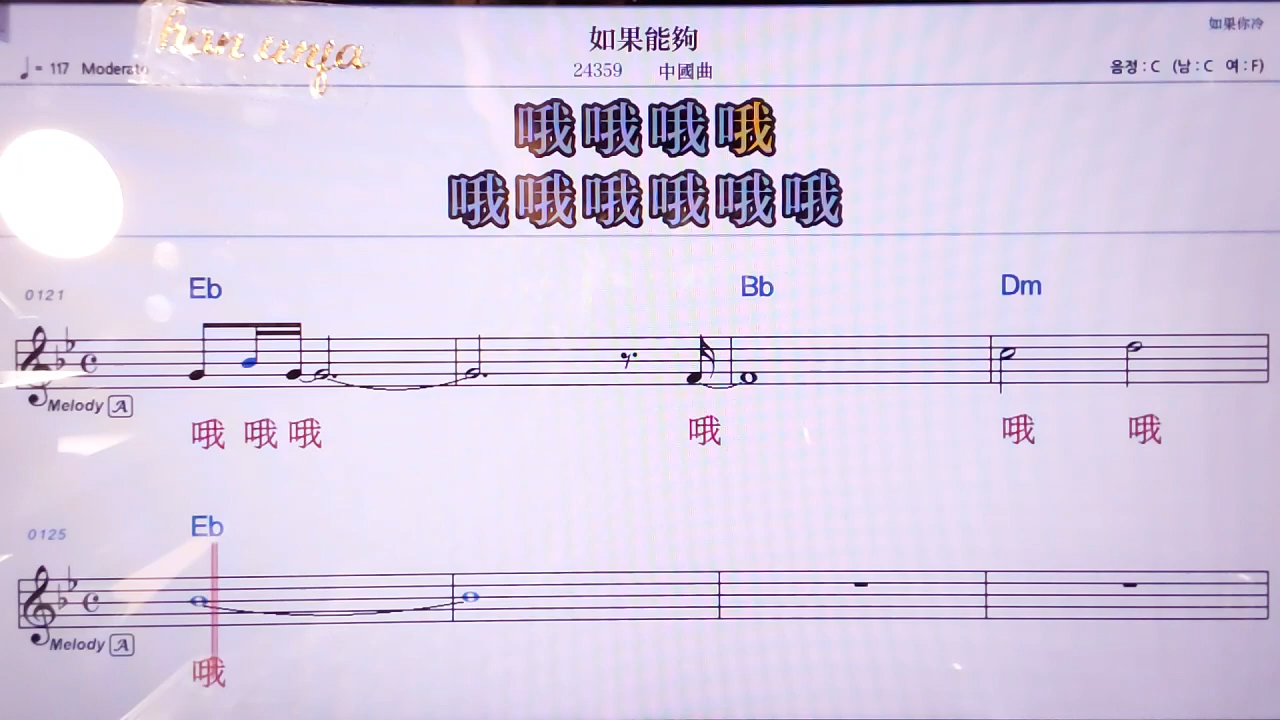 han unja
如果能夠
如果你冷
♩= 117 Moderato
24359 中國曲
음정 : C (남 : C 여 : F)
哦哦哦哦
哦哦哦哦哦哦
0121 Eb Bb Dm
Melody A
哦 哦 哦 哦 哦 哦
0125 Eb
Melody A
哦